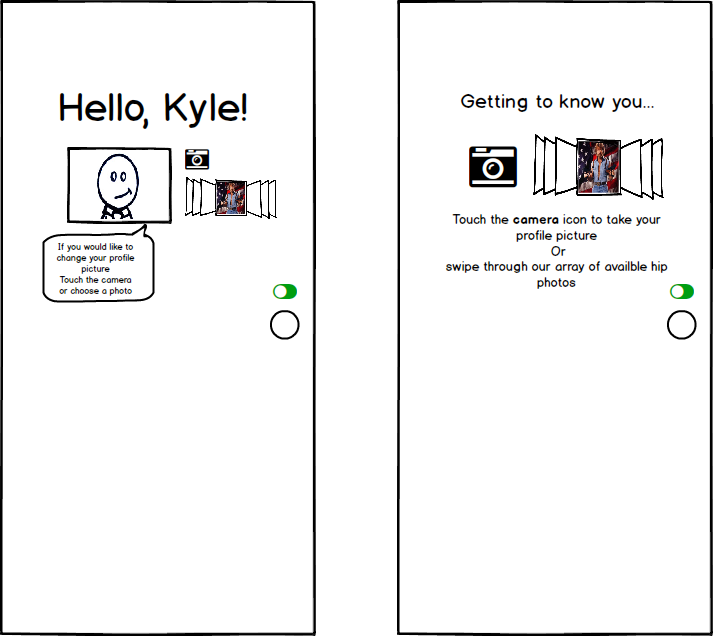 Hello, Kyle!
If you would like to
change your profile
picture
Touch the camera
or choose a photo
Getting to know you...
Touch the camera icon to take your
profile picture
Or
swipe through our array of availble hip
photos